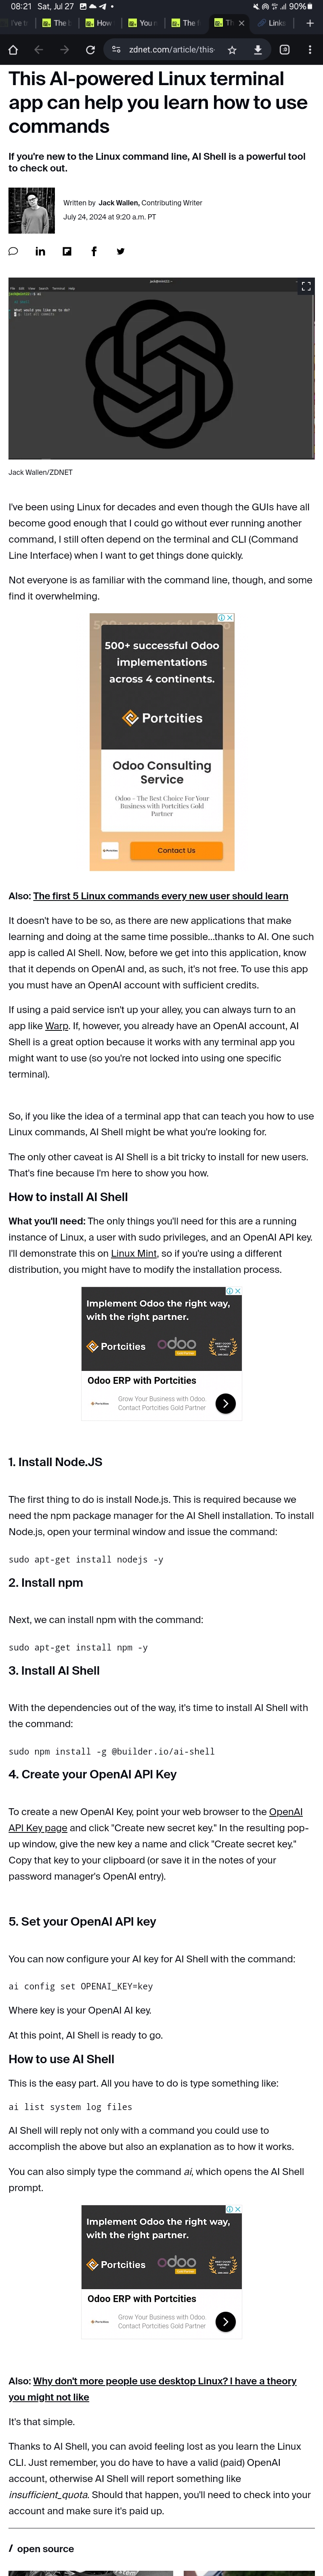 08:21 Sat, Jul 27 90%
I've t
The b
How
You n
The f
Th
Link
zdnet.com/article/this-
This AI-powered Linux terminal
app can help you learn how to use
commands
If you're new to the Linux command line, AI Shell is a powerful tool
to check out.
Written by Jack Wallen, Contributing Writer
July 24, 2024 at 9:20 a.m. PT
File Edit View Search Terminal Help
What would you like me to do?
Jack Wallen/ZDNET
I've been using Linux for decades and even though the GUIs have all
become good enough that I could go without ever running another
command, I still often depend on the terminal and CLI (Command
Line Interface) when I want to get things done quickly.
Not everyone is as familiar with the command line, though, and some
find it overwhelming.
500+ successful Odoo
implementations
across 4 continents.
Portcities
Odoo Consulting
Service
Odoo - The Best Choice For Your
Business with Portcities Gold
Partner
Portcities
Contact Us
Also: The first 5 Linux commands every new user should learn
It doesn't have to be so, as there are new applications that make
learning and doing at the same time possible...thanks to AI. One such
app is called AI Shell. Now, before we get into this application, know
that it depends on OpenAI and, as such, it's not free. To use this app
you must have an OpenAI account with sufficient credits.
If using a paid service isn't up your alley, you can always turn to an
app like Warp. If, however, you already have an OpenAI account, AI
Shell is a great option because it works with any terminal app you
might want to use (so you're not locked into using one specific
terminal).
So, if you like the idea of a terminal app that can teach you how to use
Linux commands, AI Shell might be what you're looking for.
The only other caveat is AI Shell is a bit tricky to install for new users.
That's fine because I'm here to show you how.
How to install AI Shell
What you'll need: The only things you'll need for this are a running
instance of Linux, a user with sudo privileges, and an OpenAI API key.
I'll demonstrate this on Linux Mint, so if you're using a different
distribution, you might have to modify the installation process.
Implement Odoo the right way,
with the right partner.
Portcities odoo
Odoo ERP with Portcities
Portcities
Grow Your Business with Odoo.
Contact Portcities Gold Partner
1. Install Node.JS
The first thing to do is install Node.js. This is required because we
need the npm package manager for the AI Shell installation. To install
Node.js, open your terminal window and issue the command:
sudo apt-get install nodejs -y
2. Install npm
Next, we can install npm with the command:
sudo apt-get install npm -y
3. Install AI Shell
With the dependencies out of the way, it's time to install AI Shell with
the command:
sudo npm install -g @builder.io/ai-shell
4. Create your OpenAI API Key
To create a new OpenAI Key, point your web browser to the OpenAI
API Key page and click "Create new secret key." In the resulting pop-
up window, give the new key a name and click "Create secret key."
Copy that key to your clipboard (or save it in the notes of your
password manager's OpenAI entry).
5. Set your OpenAI API key
You can now configure your AI key for AI Shell with the command:
ai config set OPENAI_KEY=key
Where key is your OpenAI AI key.
At this point, AI Shell is ready to go.
How to use AI Shell
This is the easy part. All you have to do is type something like:
ai list system log files
AI Shell will reply not only with a command you could use to
accomplish the above but also an explanation as to how it works.
You can also simply type the command ai, which opens the AI Shell
prompt.
Implement Odoo the right way,
with the right partner.
Portcities odoo
Odoo ERP with Portcities
Portcities
Grow Your Business with Odoo.
Contact Portcities Gold Partner
Also: Why don't more people use desktop Linux? I have a theory
you might not like
It's that simple.
Thanks to AI Shell, you can avoid feeling lost as you learn the Linux
CLI. Just remember, you do have to have a valid (paid) OpenAI
account, otherwise AI Shell will report something like
insufficient_quota. Should that happen, you'll need to check into your
account and make sure it's paid up.
/ open source